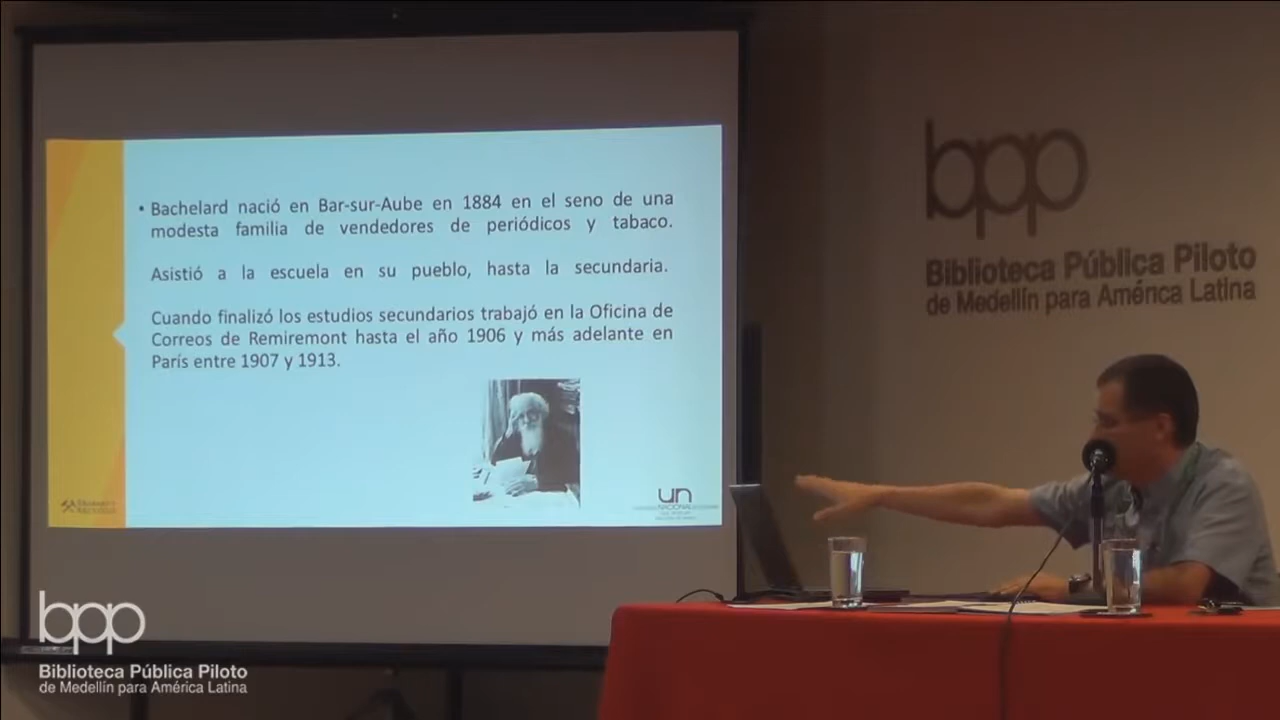 • Bachelard nació en Bar-sur-Aube en 1884 en el seno de una
modesta familia de vendedores de periódicos y tabaco.
Asistió a la escuela en su pueblo, hasta la secundaria.
Cuando finalizó los estudios secundarios trabajó en la Oficina de
Correos de Remiremont hasta el año 1906 y más adelante en
París entre 1907 y 1913.
un
NACIONAL
bpp
Biblioteca Pública Piloto
de Medellín para América Latina
bpp
Biblioteca Pública Piloto
de Medellín para América Latina